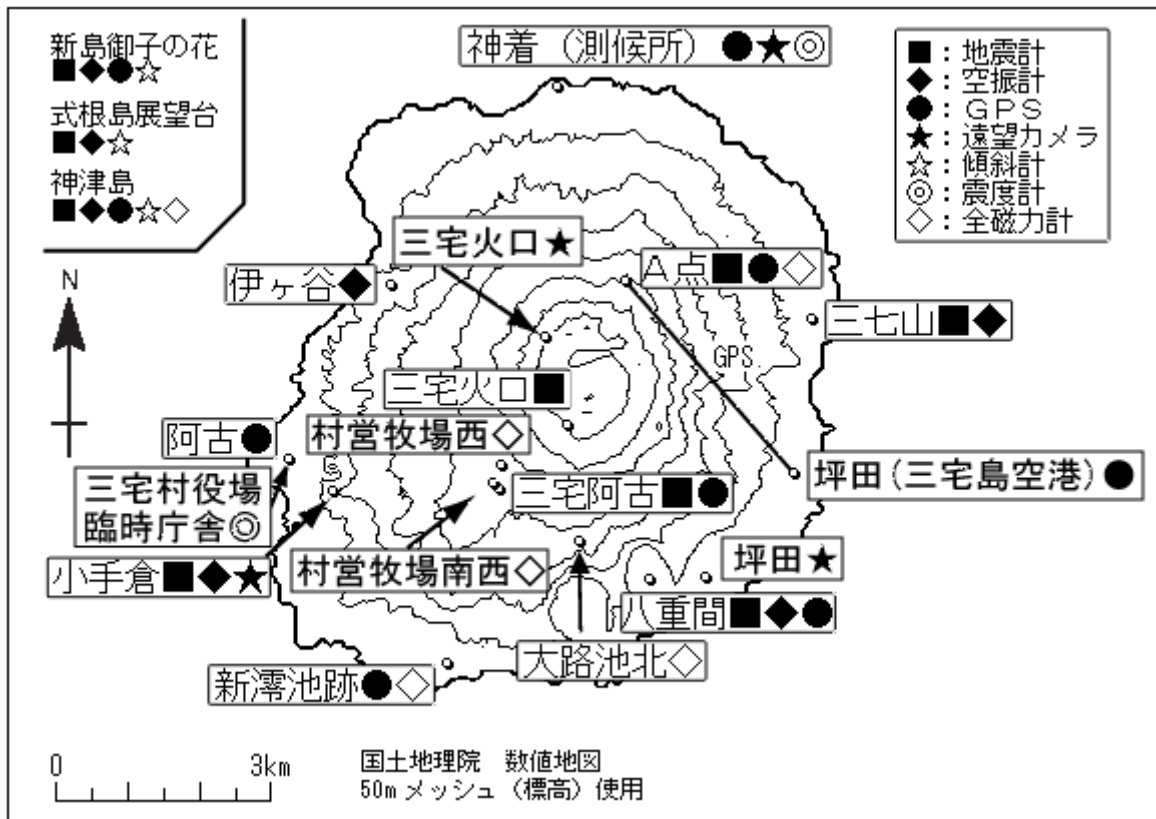 新島御子の花
■◆●☆
式根島展望台
■◆☆
神津島
■◆●☆◇
神着（測候所） ●★◎
■：地震計
◆：空振計
●：ＧＰＳ
★：遠望カメラ
☆：傾斜計
◎：震度計
◇：全磁力計
N
三宅火口★
伊ヶ谷◆
Ａ点■●◇
三七山■◆
GPS
三宅火口■
村営牧場西◇
阿古●
三宅村役場
臨時庁舎◎
三宅阿古■●
坪田(三宅島空港)●
小手倉■◆★
村営牧場南西◇
坪田★
八重間■◆●
新澪池跡●◇
大路池北◇
0 3km
国土地理院 数値地図
50mメッシュ（標高）使用